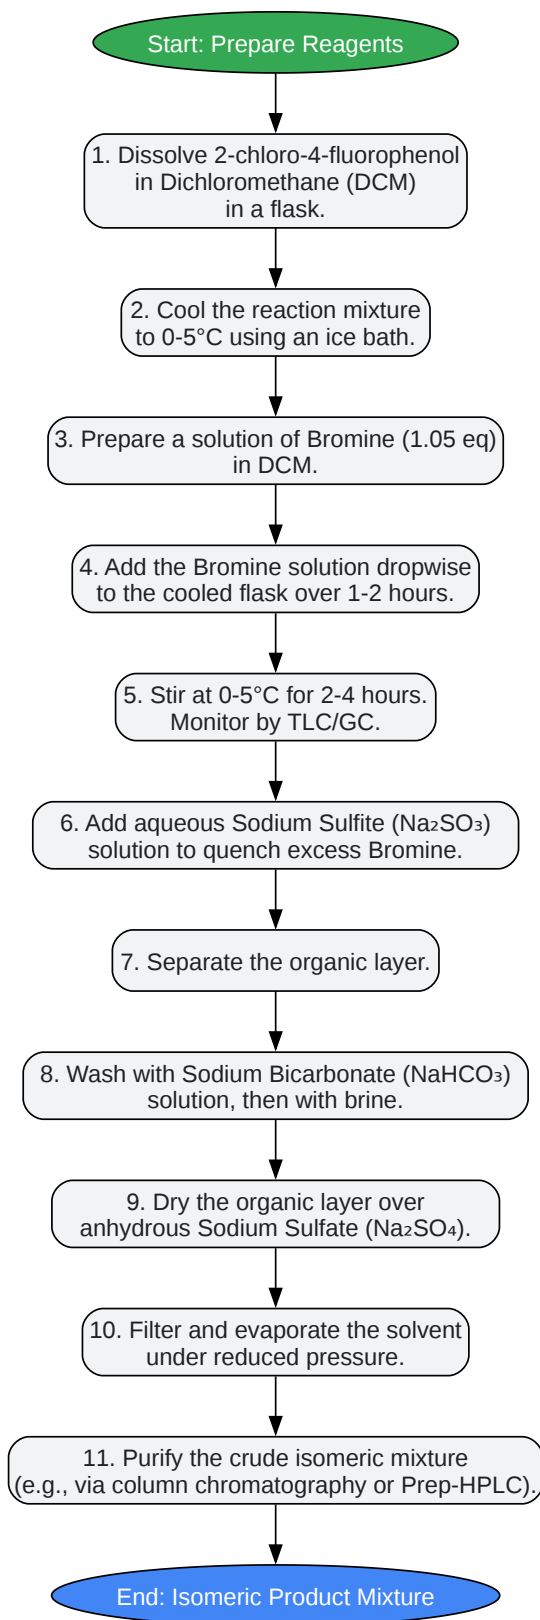 Start: Prepare Reagents
1. Dissolve 2-chloro-4-fluorophenol
in Dichloromethane (DCM)
in a flask.
2. Cool the reaction mixture
to 0-5°C using an ice bath.
3. Prepare a solution of Bromine (1.05 eq)
in DCM.
4. Add the Bromine solution dropwise
to the cooled flask over 1-2 hours.
5. Stir at 0-5°C for 2-4 hours.
Monitor by TLC/GC.
6. Add aqueous Sodium Sulfite (Na₂SO₃)
solution to quench excess Bromine.
7. Separate the organic layer.
8. Wash with Sodium Bicarbonate (NaHCO₃)
solution, then with brine.
9. Dry the organic layer over
anhydrous Sodium Sulfate (Na₂SO₄).
10. Filter and evaporate the solvent
under reduced pressure.
11. Purify the crude isomeric mixture
(e.g., via column chromatography or Prep-HPLC).
End: Isomeric Product Mixture